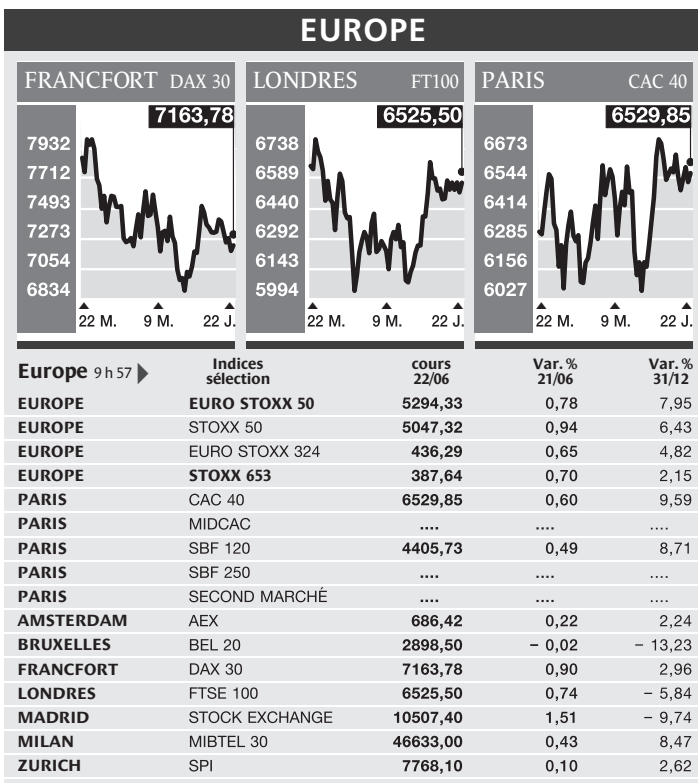 EUROPE
FRANCFORT DAX 30
7163,78
7932
7712
7493
7273
7054
6834
22 M. 9 M. 22 J.
LONDRES FT100
6525,50
6738
6589
6440
6292
6143
5994
22 M. 9 M. 22 J.
PARIS CAC 40
6529,85
6673
6544
6414
6285
6156
6027
22 M. 9 M. 22 J.
Europe 9 h 57 Indices sélection cours 22/06 Var. % 21/06 Var. % 31/12
EUROPE EURO STOXX 50 5294,33 0,78 7,95
EUROPE STOXX 50 5047,32 0,94 6,43
EUROPE EURO STOXX 324 436,29 0,65 4,82
EUROPE STOXX 653 387,64 0,70 2,15
PARIS CAC 40 6529,85 0,60 9,59
PARIS MIDCAC .... .... ....
PARIS SBF 120 4405,73 0,49 8,71
PARIS SBF 250 .... .... ....
PARIS SECOND MARCHÉ .... .... ....
AMSTERDAM AEX 686,42 0,22 2,24
BRUXELLES BEL 20 2898,50 – 0,02 – 13,23
FRANCFORT DAX 30 7163,78 0,90 2,96
LONDRES FTSE 100 6525,50 0,74 – 5,84
MADRID STOCK EXCHANGE 10507,40 1,51 – 9,74
MILAN MIBTEL 30 46633,00 0,43 8,47
ZURICH SPI 7768,10 0,10 2,62